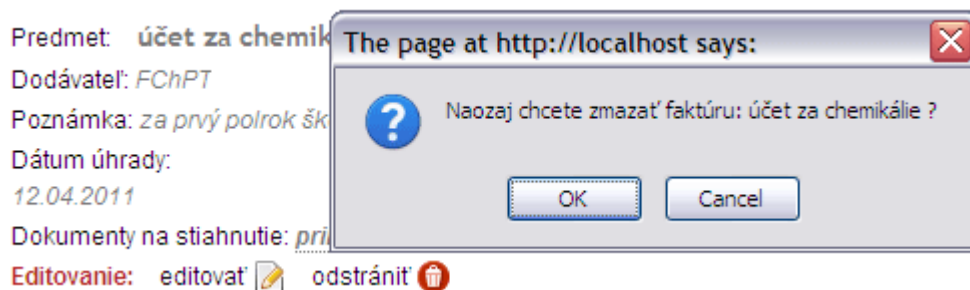 Predmet: účet za chemik
Dodávateľ: FChPT
Poznámka: za prvý polrok šk
Dátum úhrady:
12.04.2011
Dokumenty na stiahnutie: pri
Editovanie: editovať odstrániť
The page at http://localhost says:
Naozaj chcete zmazať faktúru: účet za chemikálie ?
OK Cancel